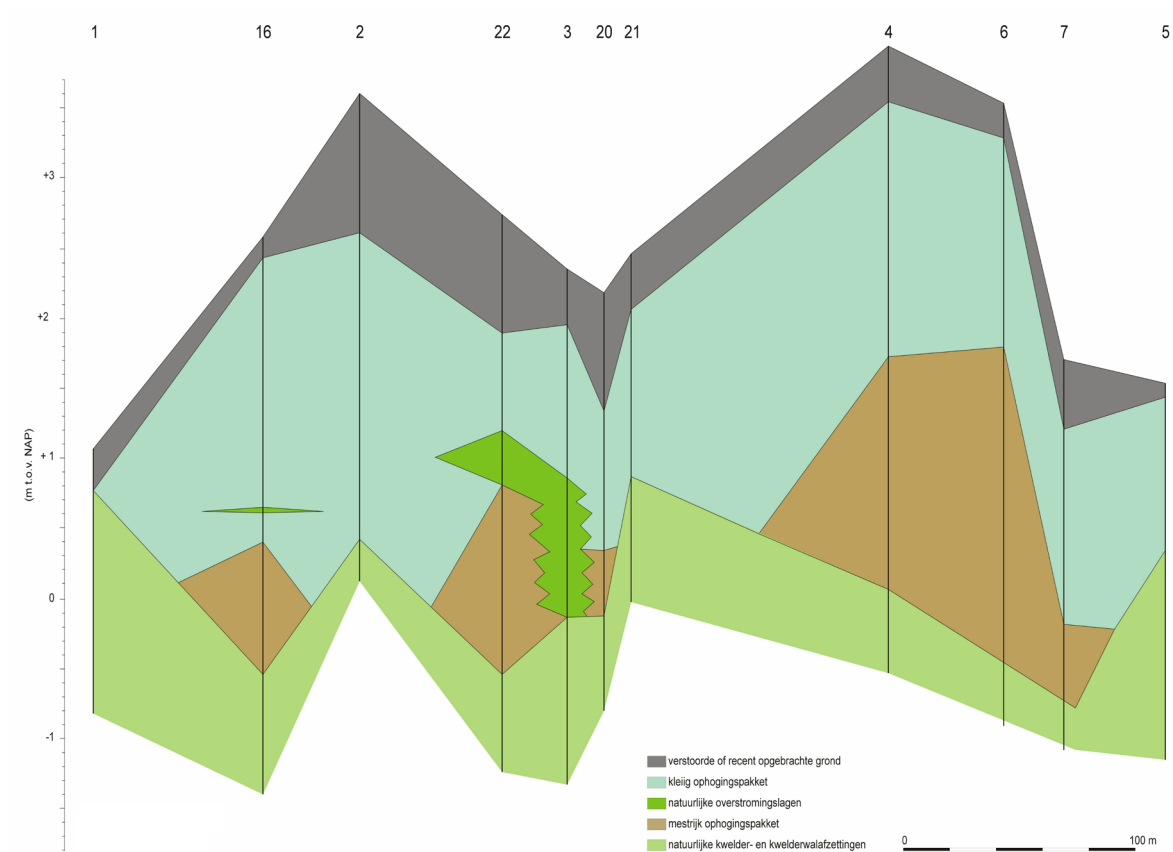 1 16 2 22 3 20 21 4 6 7 5
+3
+2
+1
0
-1
(m t.o.v. NAP)
verstoorde of recent opgebrachte grond
kleiig ophogingspakket
natuurlijke overstromingslagen
mestrijk ophogingspakket
natuurlijke kwelder- en kwelderwalafzettingen
0 100 m